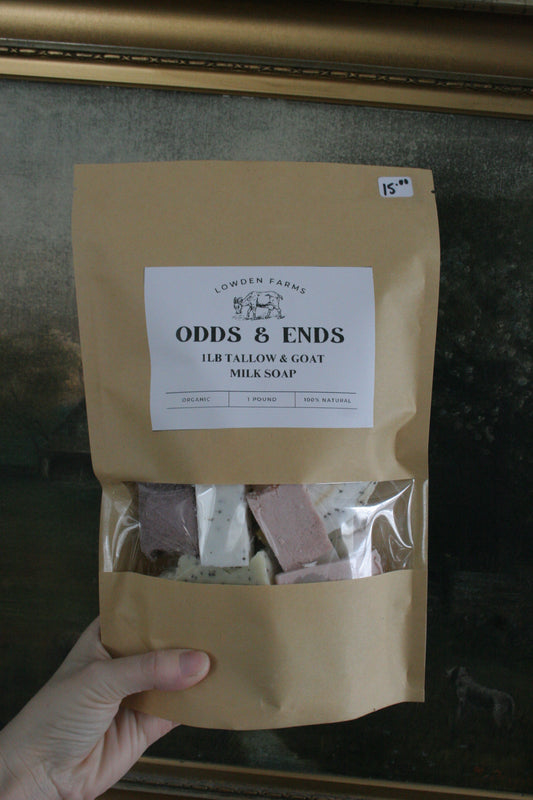 15.00
LOWDEN FARMS
ODDS & ENDS
1LB TALLOW & GOAT
MILK SOAP
ORGANIC 1 POUND 100% NATURAL